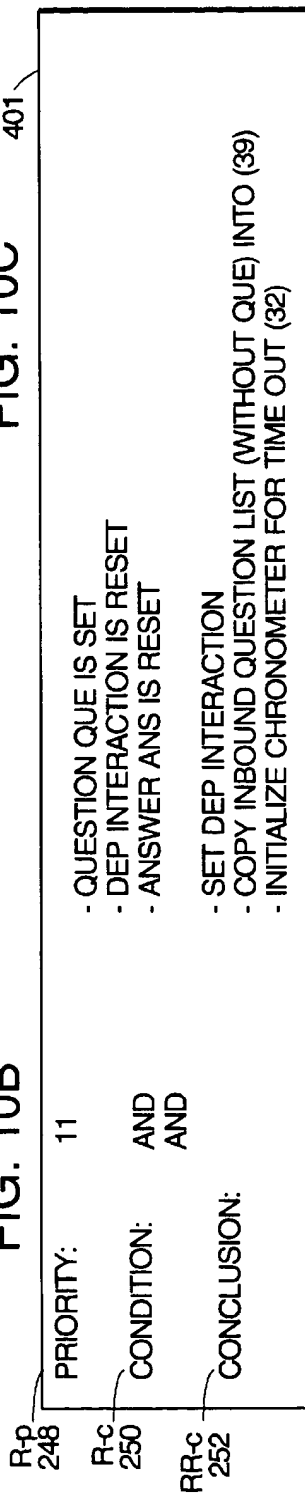 FIG. 10B
FIG. 10C
401
R-p
248
PRIORITY: 11
R-c
250
CONDITION: - QUESTION QUE IS SET
AND - DEP INTERACTION IS RESET
AND - ANSWER ANS IS RESET
RR-c
252
CONCLUSION: - SET DEP INTERACTION
- COPY INBOUND QUESTION LIST (WITHOUT QUE) INTO (39)
- INITIALIZE CHRONOMETER FOR TIME OUT (32)